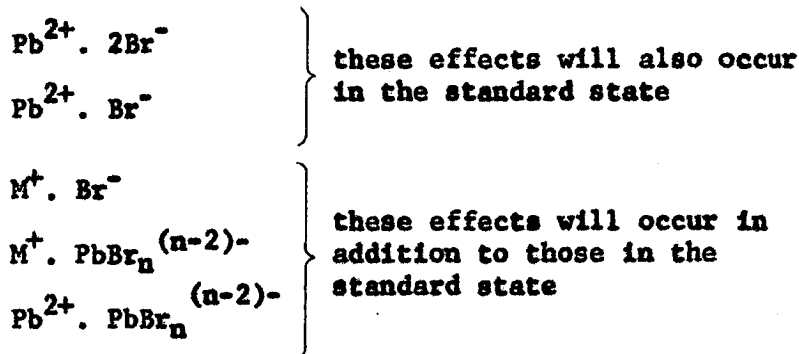 Pb²⁺. 2Br⁻
these effects will also occur
in the standard state
Pb²⁺. Br⁻
M⁺. Br⁻
M⁺. PbBrₙ⁽ⁿ⁻²⁾⁻
these effects will occur in
addition to those in the
standard state
Pb²⁺. PbBrₙ⁽ⁿ⁻²⁾⁻